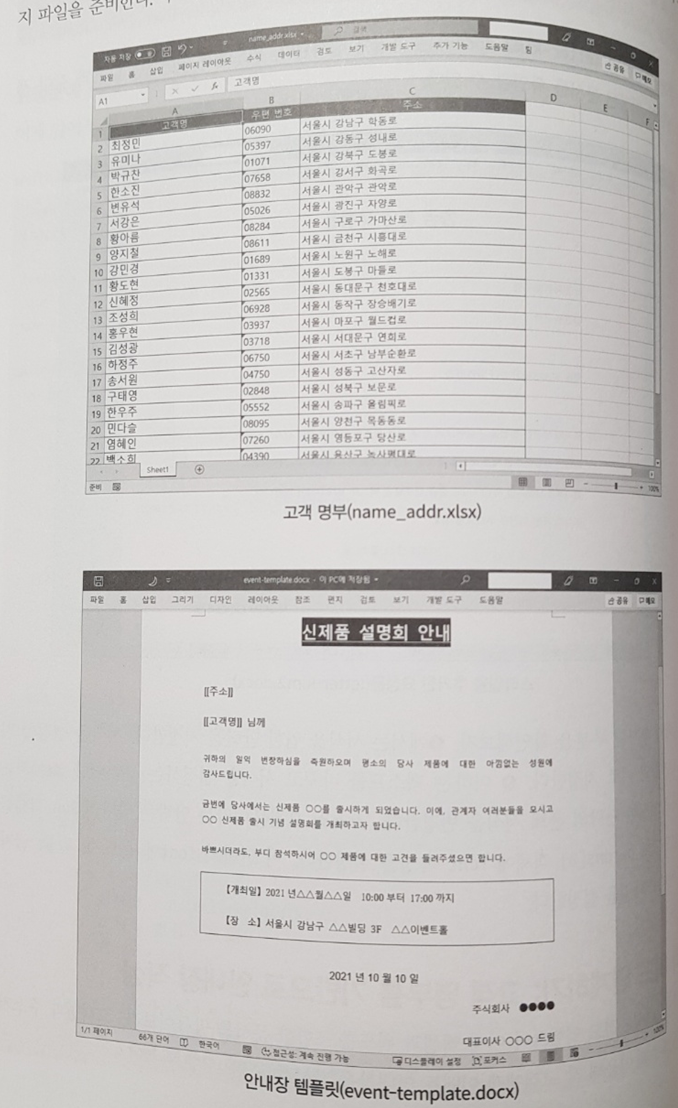 지 파일을 준비한다.
자동 저장 name_addr.xlsx 검색
파일 홈 삽입 페이지 레이아웃 수식 데이터 검토 보기 개발 도구 추가 기능 도움말 팀 공유 메모
A1 fx 고객명
A B C D E F
1 고객명 우편 번호 주소
2 최정민 06090 서울시 강남구 학동로
3 유미나 05397 서울시 강동구 성내로
4 박규찬 01071 서울시 강북구 도봉로
5 한소진 07658 서울시 강서구 화곡로
6 변유석 08832 서울시 관악구 관악로
7 서강은 05026 서울시 광진구 자양로
8 황아름 08284 서울시 구로구 가마산로
9 양지철 08611 서울시 금천구 시흥대로
10 강민경 01689 서울시 노원구 노해로
11 황도현 01331 서울시 도봉구 마들로
12 신혜정 02565 서울시 동대문구 천호대로
13 조성희 06928 서울시 동작구 장승배기로
14 홍우현 03937 서울시 마포구 월드컵로
15 김성광 03718 서울시 서대문구 연희로
16 하정주 06750 서울시 서초구 남부순환로
17 송서원 04750 서울시 성동구 고산자로
18 구태영 02848 서울시 성북구 보문로
19 한우주 05552 서울시 송파구 올림픽로
20 민다슬 08095 서울시 양천구 목동동로
21 염혜인 07260 서울시 영등포구 당산로
22 백소희 04390 서울시 용산구 녹사평대로
Sheet1
준비 100%
고객 명부(name_addr.xlsx)
event-template.docx - 이 PC에 저장됨
파일 홈 삽입 그리기 디자인 레이아웃 참조 편지 검토 보기 개발 도구 도움말 공유 메모
신제품 설명회 안내
[[주소]]
[[고객명]] 님께
귀하의 일익 번창하심을 축원하오며 평소의 당사 제품에 대한 아낌없는 성원에
감사드립니다.
금번에 당사에서는 신제품 ○○를 출시하게 되었습니다. 이에, 관계자 여러분들을 모시고
○○ 신제품 출시 기념 설명회를 개최하고자 합니다.
바쁘시더라도, 부디 참석하시어 ○○ 제품에 대한 고견을 들려주셨으면 합니다.
【개최일】 2021 년△△월△△일 10:00 부터 17:00 까지
【장 소】 서울시 강남구 △△빌딩 3F △△이벤트홀
2021 년 10 월 10 일
주식회사 ●●●●
대표이사 ○○○ 드림
1/1 페이지 66개 단어 한국어 접근성: 계속 진행 가능 디스플레이 설정 포커스 120%
안내장 템플릿(event-template.docx)